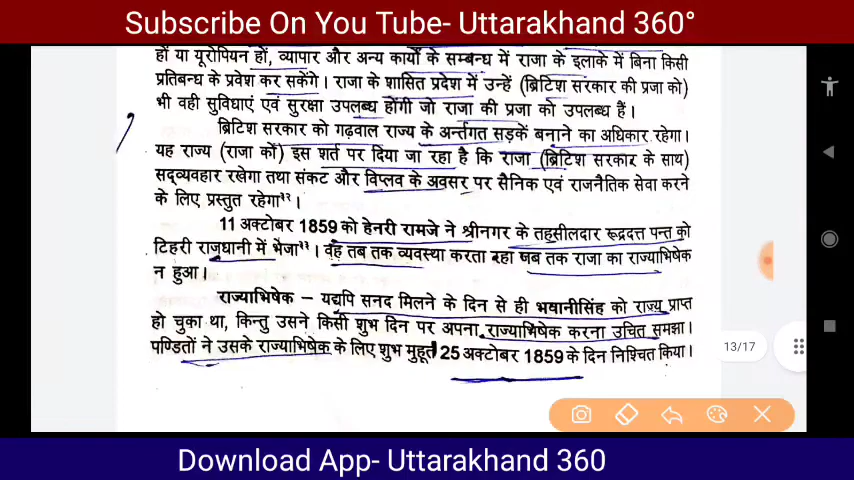 Subscribe On You Tube- Uttarakhand 360°
हों या यूरोपियन हों, व्यापार और अन्य कार्यों के सम्बन्ध में राजा के इलाके में बिना किसी
प्रतिबन्ध के प्रवेश कर सकेंगे। राजा के शासित प्रदेश में उन्हें (ब्रिटिश सरकार की प्रजा को)
भी वही सुविधाएं एवं सुरक्षा उपलब्ध होंगी जो राजा की प्रजा को उपलब्ध हैं।
ब्रिटिश सरकार को गढ़वाल राज्य के अर्न्तगत सड़कें बनाने का अधिकार रहेगा।
यह राज्य (राजा कों) इस शर्त पर दिया जा रहा है कि राजा (ब्रिटिश सरकार के साथ)
सद्व्यवहार रखेगा तथा संकट और विप्लव के अवसर पर सैनिक एवं राजनैतिक सेवा करने
के लिए प्रस्तुत रहेगा¹²।
11 अक्टोबर 1859 को हेनरी रामजे ने श्रीनगर के तहसीलदार रूद्रदत्त पन्त को
टिहरी राजधानी में भेजा¹³। वह तब तक व्यवस्था करता रहा जब तक राजा का राज्याभिषेक
न हुआ।
राज्याभिषेक – यद्यपि सनद मिलने के दिन से ही भवानीसिंह को राज्य प्राप्त
हो चुका था, किन्तु उसने किसी शुभ दिन पर अपना राज्याभिषेक करना उचित समझा।
पण्डितों ने उसके राज्याभिषेक के लिए शुभ मुहूर्त 25 अक्टोबर 1859 के दिन निश्चित किया।
13/17
Download App- Uttarakhand 360